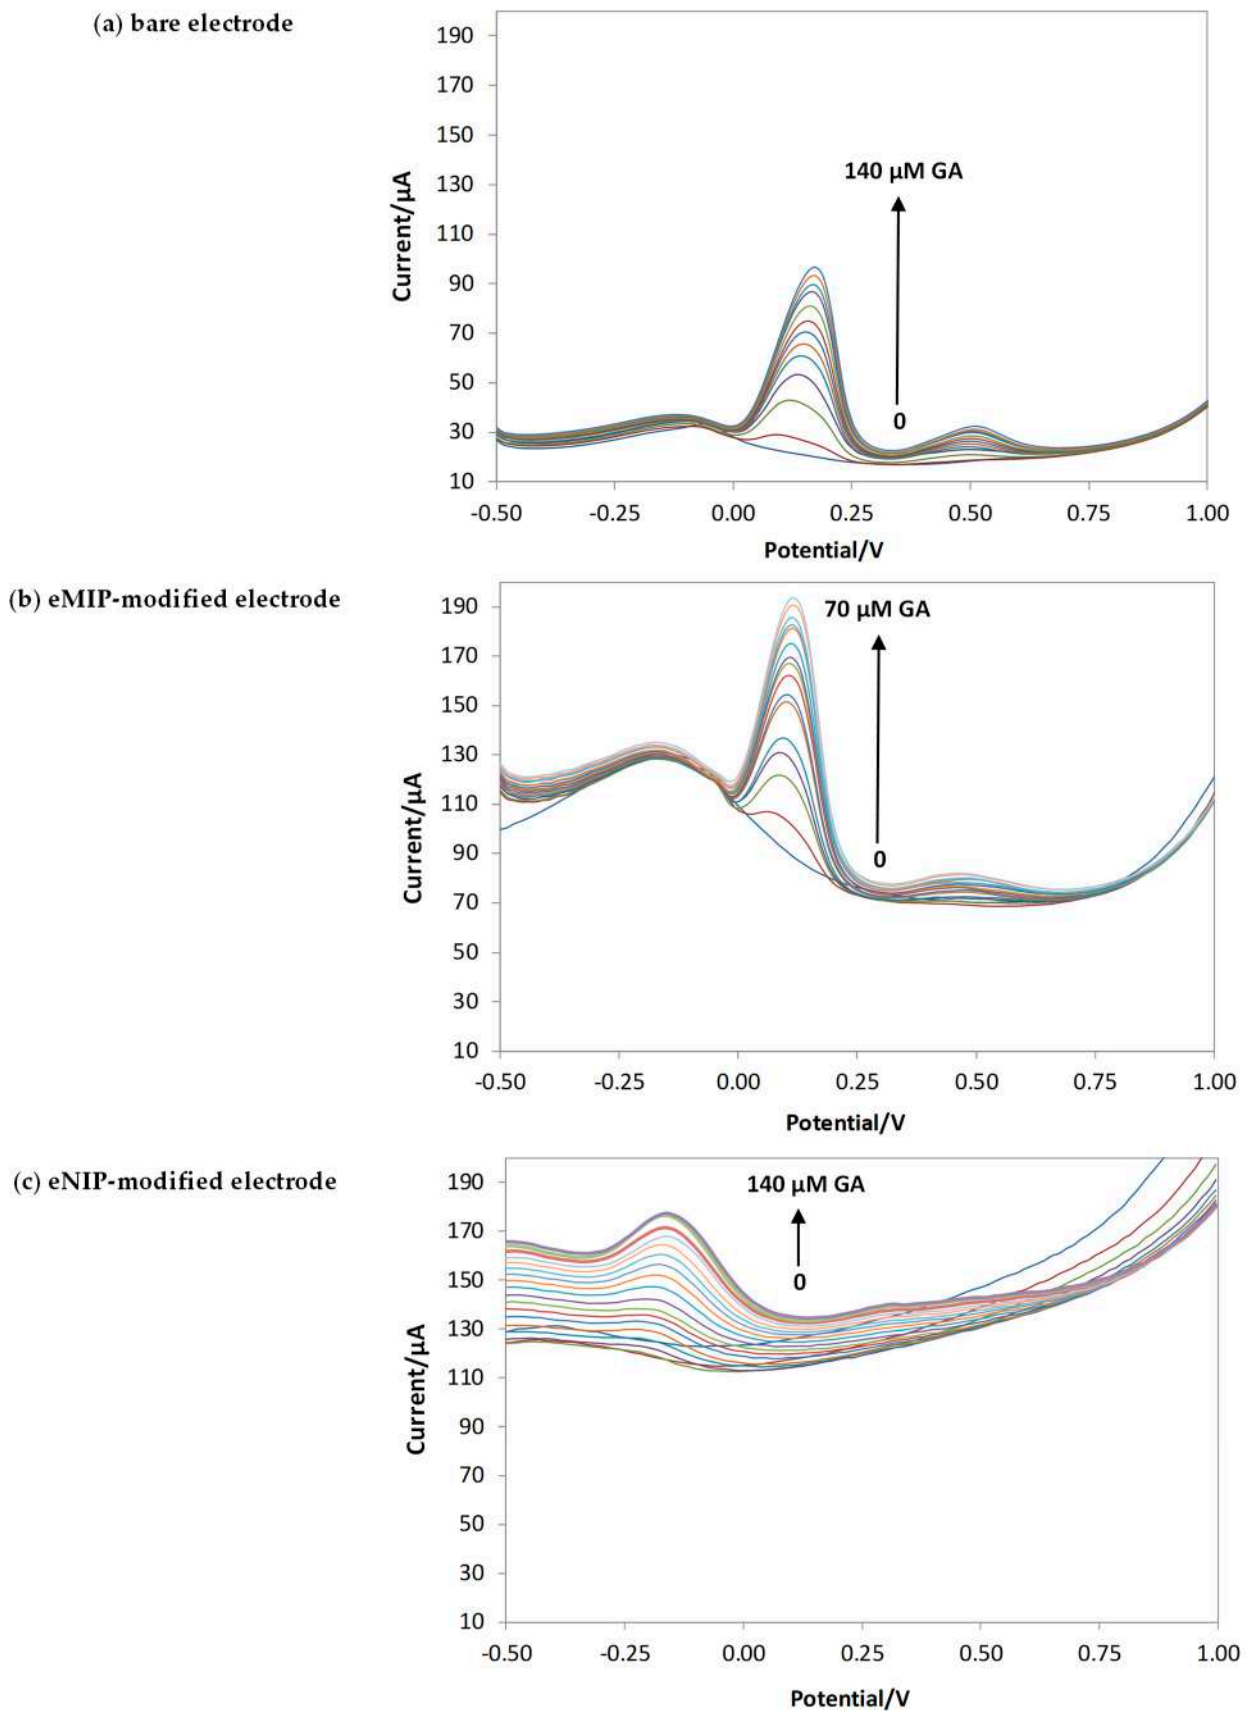 (a) bare electrode
190
170
150
130
110
90
70
50
30
10
Current/µA
140 µM GA
0
-0.50 -0.25 0.00 0.25 0.50 0.75 1.00
Potential/V
(b) eMIP-modified electrode
190
170
150
130
110
90
70
50
30
10
Current/µA
70 µM GA
0
-0.50 -0.25 0.00 0.25 0.50 0.75 1.00
Potential/V
(c) eNIP-modified electrode
190
170
150
130
110
90
70
50
30
10
Current/µA
140 µM GA
0
-0.50 -0.25 0.00 0.25 0.50 0.75 1.00
Potential/V